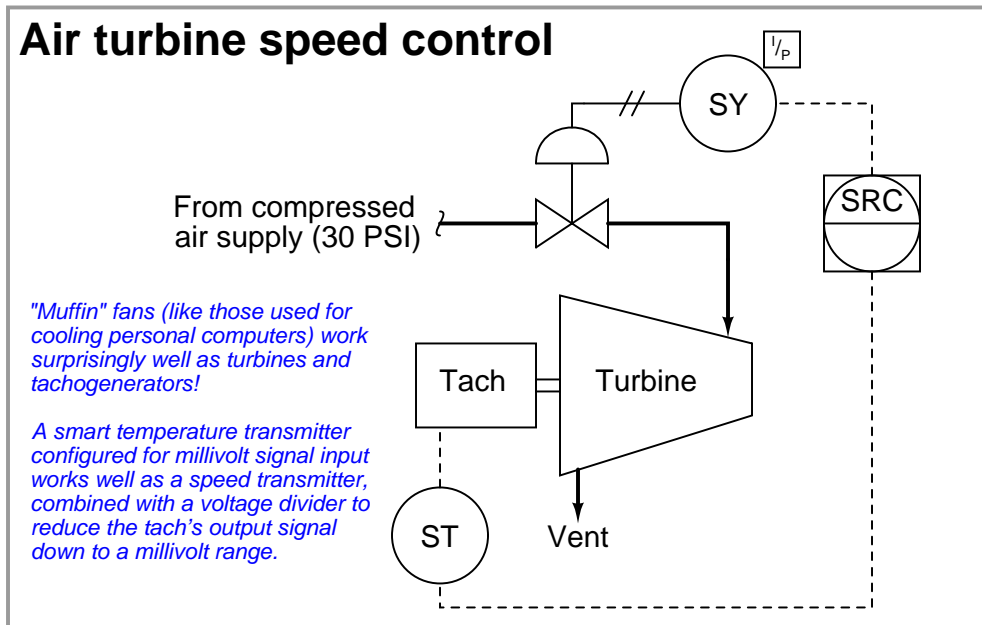 Air turbine speed control
I/P
SY
SRC
From compressed
air supply (30 PSI)
"Muffin" fans (like those used for
cooling personal computers) work
surprisingly well as turbines and
tachogenerators!
Tach
Turbine
A smart temperature transmitter
configured for millivolt signal input
works well as a speed transmitter,
combined with a voltage divider to
reduce the tach's output signal
down to a millivolt range.
ST
Vent